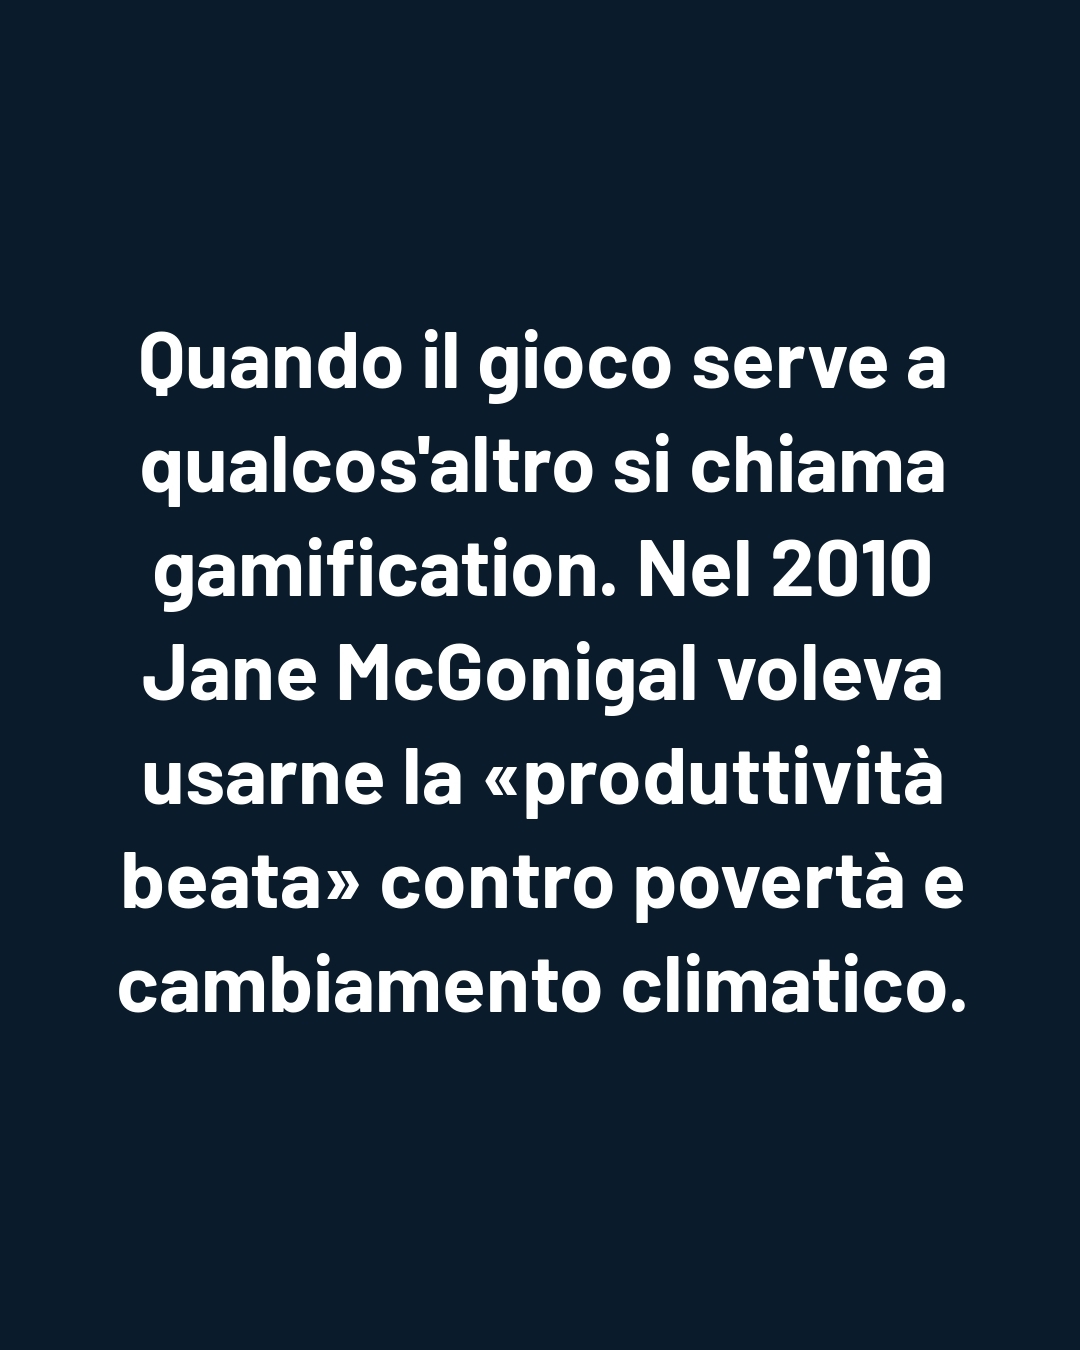 Quando il gioco serve a
qualcos'altro si chiama
gamification. Nel 2010
Jane McGonigal voleva
usarne la «produttività
beata» contro povertà e
cambiamento climatico.